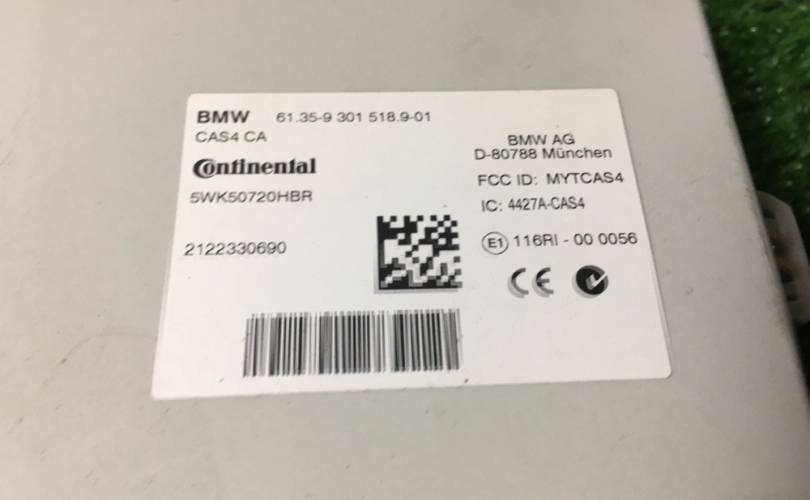 BMW 61.35-9 301 518.9-01
CAS4 CA
Continental
5WK50720HBR
2122330690
BMW AG
D-80788 München
FCC ID: MYTCAS4
IC: 4427A-CAS4
E1 116RI - 00 0056
CE